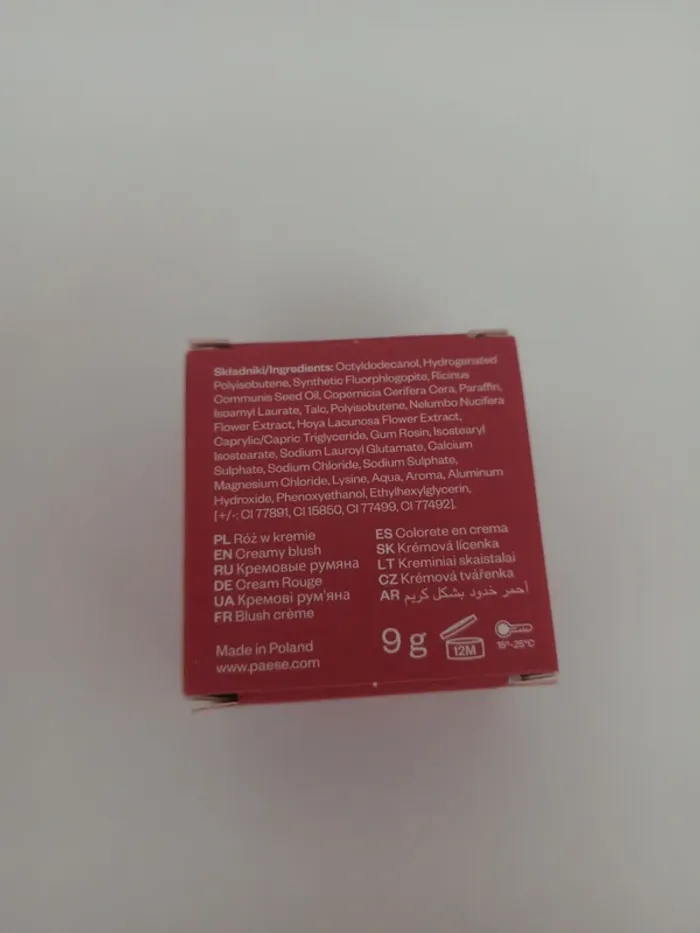 Składniki/Ingredients: Octyldodecanol, Hydrogenated
Polyisobutene, Synthetic Fluorphlogopite, Ricinus
Communis Seed Oil, Copernicia Cerifera Cera, Paraffin,
Isoamyl Laurate, Talc, Polyisobutene, Nelumbo Nucifera
Flower Extract, Hoya Lacunosa Flower Extract,
Caprylic/Capric Triglyceride, Gum Rosin, Isostearyl
Isostearate, Sodium Lauroyl Glutamate, Calcium
Sulphate, Sodium Chloride, Sodium Sulphate,
Magnesium Chloride, Lysine, Aqua, Aroma, Aluminum
Hydroxide, Phenoxyethanol, Ethylhexylglycerin,
[+/-: CI 77891, CI 15850, CI 77499, CI 77492].
PL Róż w kremie
EN Creamy blush
RU Кремовые румяна
DE Cream Rouge
UA Кремові рум'яна
FR Blush crème
ES Colorete en crema
SK Krémová lícenka
LT Kreminiai skaistalai
CZ Krémová tvářenka
AR أحمر خدود بشكل كريم
Made in Poland
www.paese.com
9 g
12M
15°-25°C